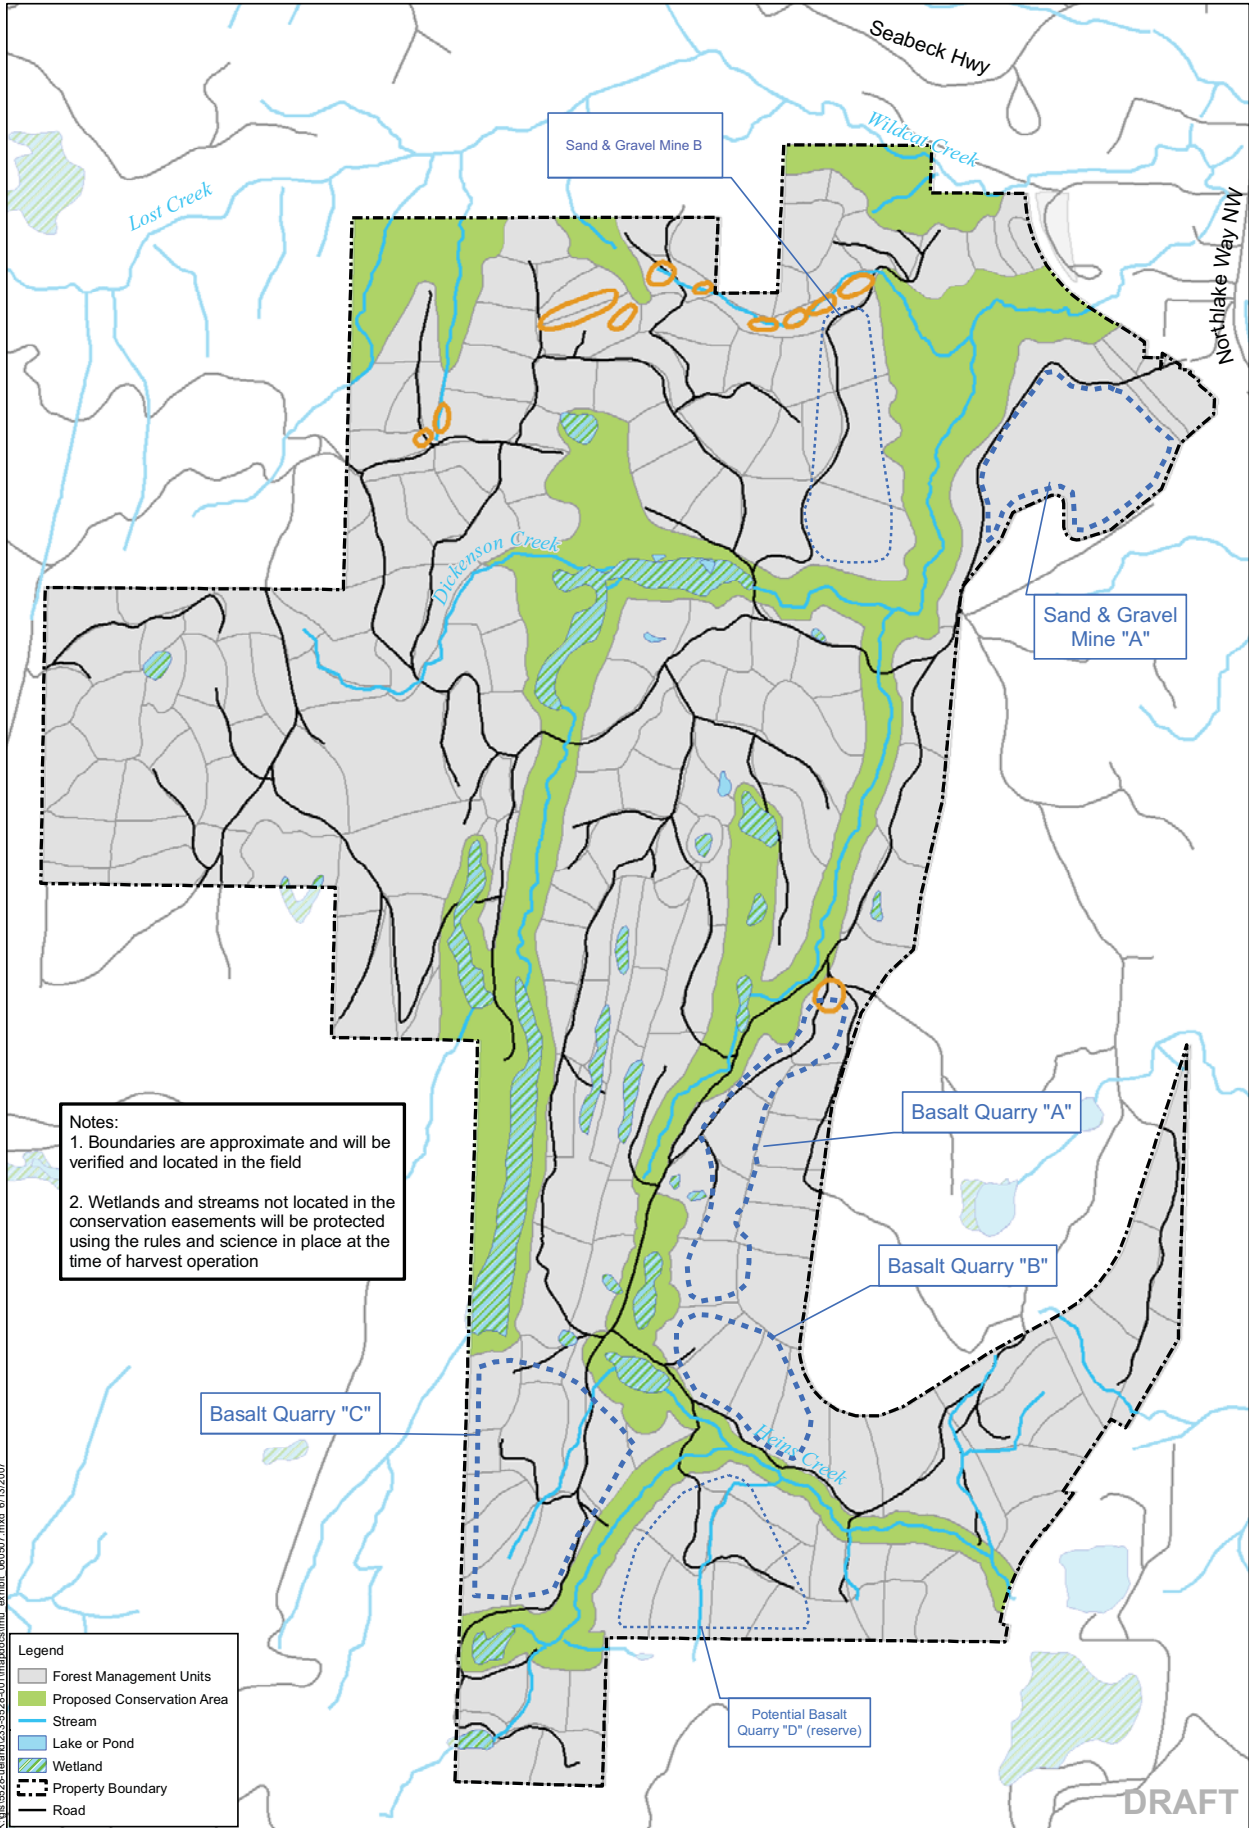 Seabeck Hwy
Wildcat Creek
Sand & Gravel Mine B
Lost Creek
Northlake Way NW
Dickenson Creek
Sand & Gravel
Mine "A"
Notes:
1. Boundaries are approximate and will be
verified and located in the field
2. Wetlands and streams not located in the
conservation easements will be protected
using the rules and science in place at the
time of harvest operation
Basalt Quarry "A"
Basalt Quarry "B"
Basalt Quarry "C"
Heins Creek
Potential Basalt
Quarry "D" (reserve)
Legend
Forest Management Units
Proposed Conservation Area
Stream
Lake or Pond
Wetland
Property Boundary
Road
DRAFT